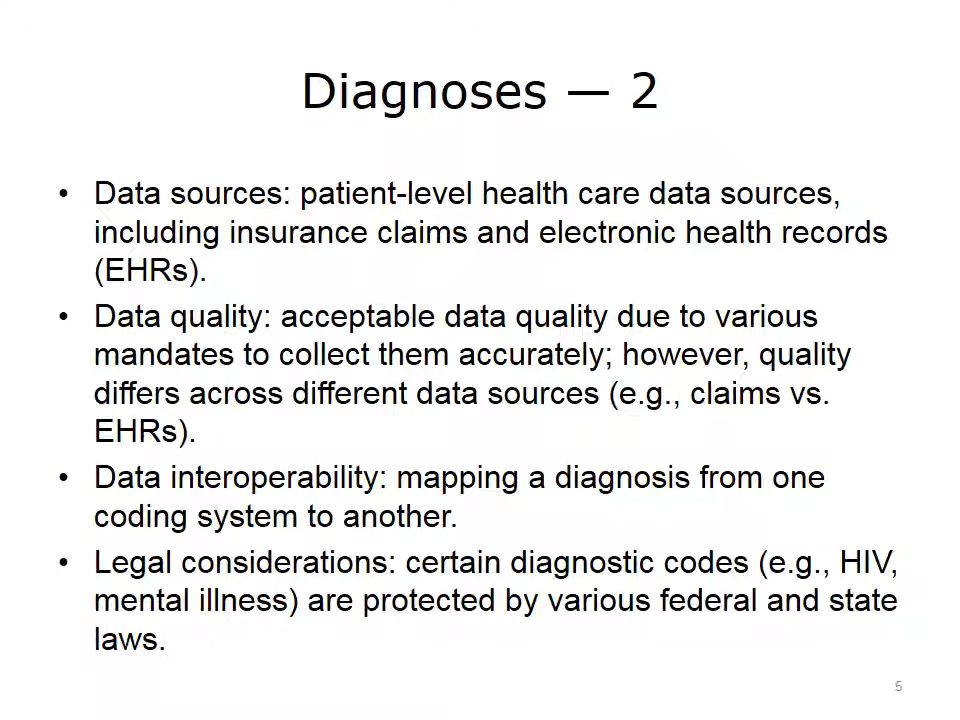 Diagnoses — 2
• Data sources: patient-level health care data sources,
including insurance claims and electronic health records
(EHRs).
• Data quality: acceptable data quality due to various
mandates to collect them accurately; however, quality
differs across different data sources (e.g., claims vs.
EHRs).
• Data interoperability: mapping a diagnosis from one
coding system to another.
• Legal considerations: certain diagnostic codes (e.g., HIV,
mental illness) are protected by various federal and state
laws.
5